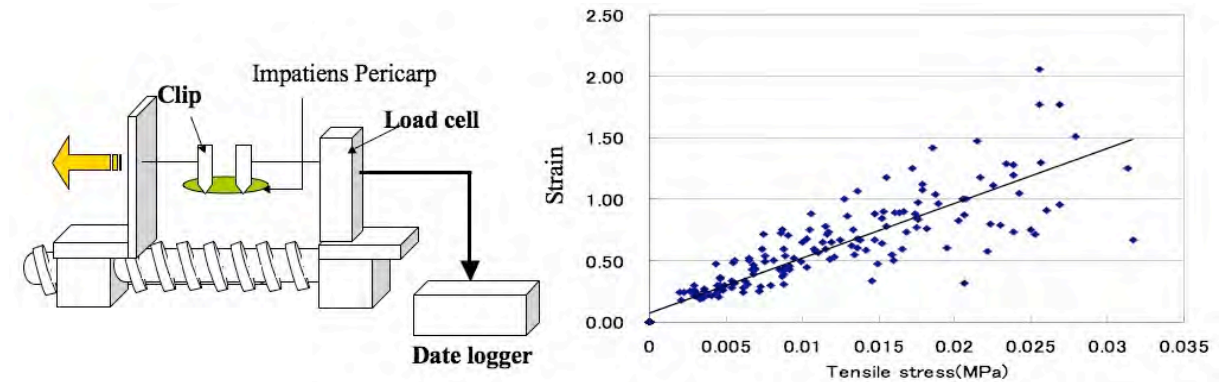 Impatiens Pericarp
Clip
Load cell
Date logger
2.50
2.00
1.50
1.00
0.50
0.00
Strain
0
0.005
0.01
0.015
0.02
0.025
0.03
0.035
Tensile stress(MPa)